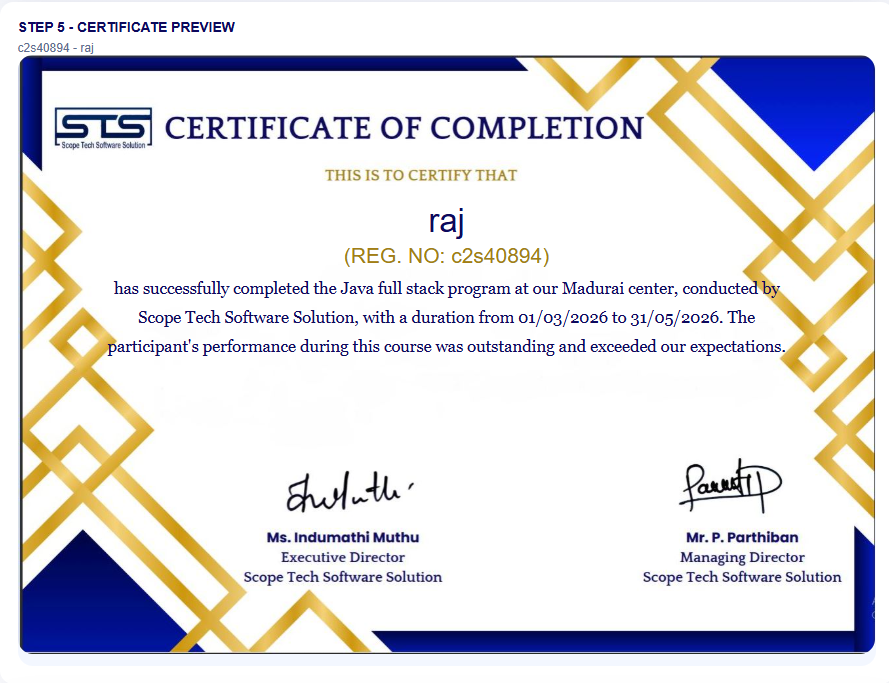 STEP 5 - CERTIFICATE PREVIEW
c2s40894 - raj
STS
Scope Tech Software Solution
CERTIFICATE OF COMPLETION
THIS IS TO CERTIFY THAT
raj
(REG. NO: c2s40894)
has successfully completed the Java full stack program at our Madurai center, conducted by
Scope Tech Software Solution, with a duration from 01/03/2026 to 31/05/2026. The
participant's performance during this course was outstanding and exceeded our expectations.
Ms. Indumathi Muthu
Executive Director
Scope Tech Software Solution
Mr. P. Parthiban
Managing Director
Scope Tech Software Solution